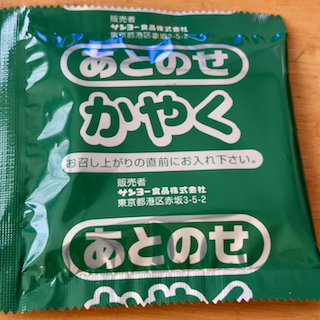 販売者
サンヨー食品株式会社
東京都港区赤坂3-5-2
あとのせ
かやく
お召し上がりの直前にお入れ下さい。
販売者
サンヨー食品株式会社
東京都港区赤坂3-5-2
あとのせ
かやく